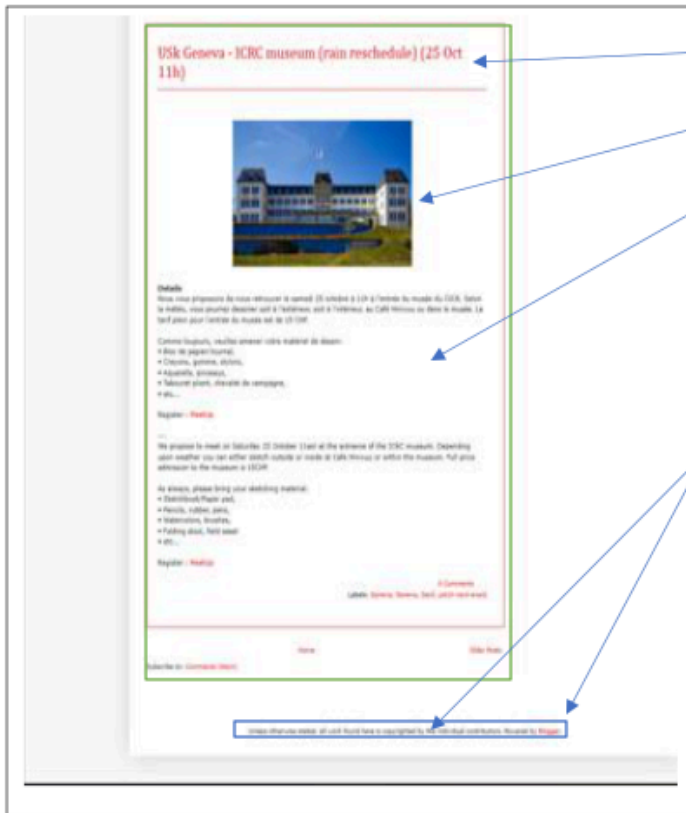 USk Geneva - ICRC museum (rain reschedule) (25 Oct
11h)
Details
Nous vous proposons de nous retrouver le samedi 25 octobre à 11h à l'entrée du musée du CICR. Selon
la météo, vous pourrez dessiner soit à l'extérieur, soit à l'intérieur, au Café ou dans le musée. Le
tarif plein pour l'entrée du musée est de 15 CHF.
Comme toujours, veuillez amener votre matériel de dessin:
• Bloc de papier/journal,
• Crayons, gomme, stylos,
• Aquarelle, pinceaux,
• Tabouret pliant, chevalet de campagne,
• etc...
Register - MeetUp
---
We propose to meet on Saturday 25 October 11am at the entrance of the ICRC museum. Depending
upon weather you can either sketch outside or inside at Café or within the museum. Full price
admission to the museum is 15CHF.
As always, please bring your sketching material:
• Sketchbook/Paper pad,
• Pencils, rubber, pens,
• Watercolors, brushes,
• Folding stool, field easel
• etc...
Register - MeetUp
0 Comments
Labels: Geneva,
Home Older Posts
Subscribe to: Comments (Atom)
Unless otherwise stated, all work found here is copyrighted by the individual contributors. Powered by Blogger.